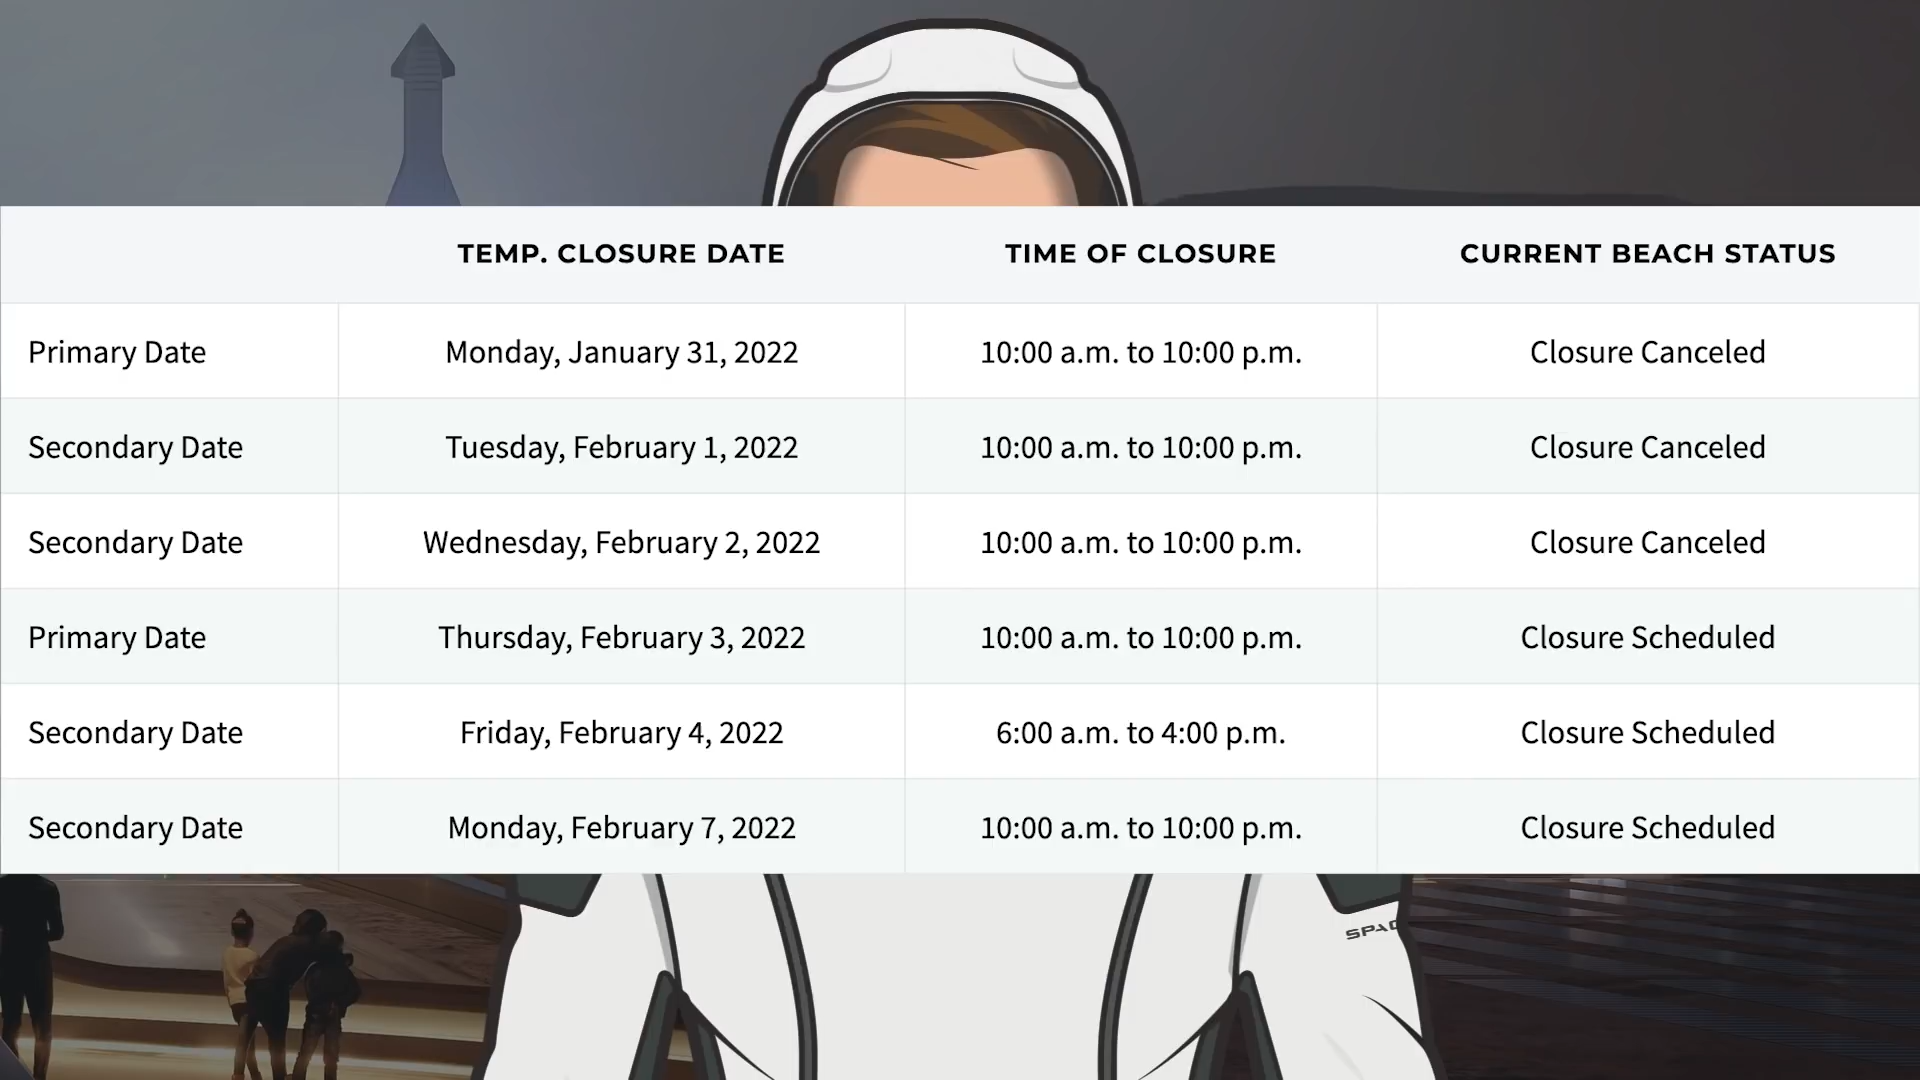 TEMP. CLOSURE DATE TIME OF CLOSURE CURRENT BEACH STATUS
Primary Date Monday, January 31, 2022 10:00 a.m. to 10:00 p.m. Closure Canceled
Secondary Date Tuesday, February 1, 2022 10:00 a.m. to 10:00 p.m. Closure Canceled
Secondary Date Wednesday, February 2, 2022 10:00 a.m. to 10:00 p.m. Closure Canceled
Primary Date Thursday, February 3, 2022 10:00 a.m. to 10:00 p.m. Closure Scheduled
Secondary Date Friday, February 4, 2022 6:00 a.m. to 4:00 p.m. Closure Scheduled
Secondary Date Monday, February 7, 2022 10:00 a.m. to 10:00 p.m. Closure Scheduled